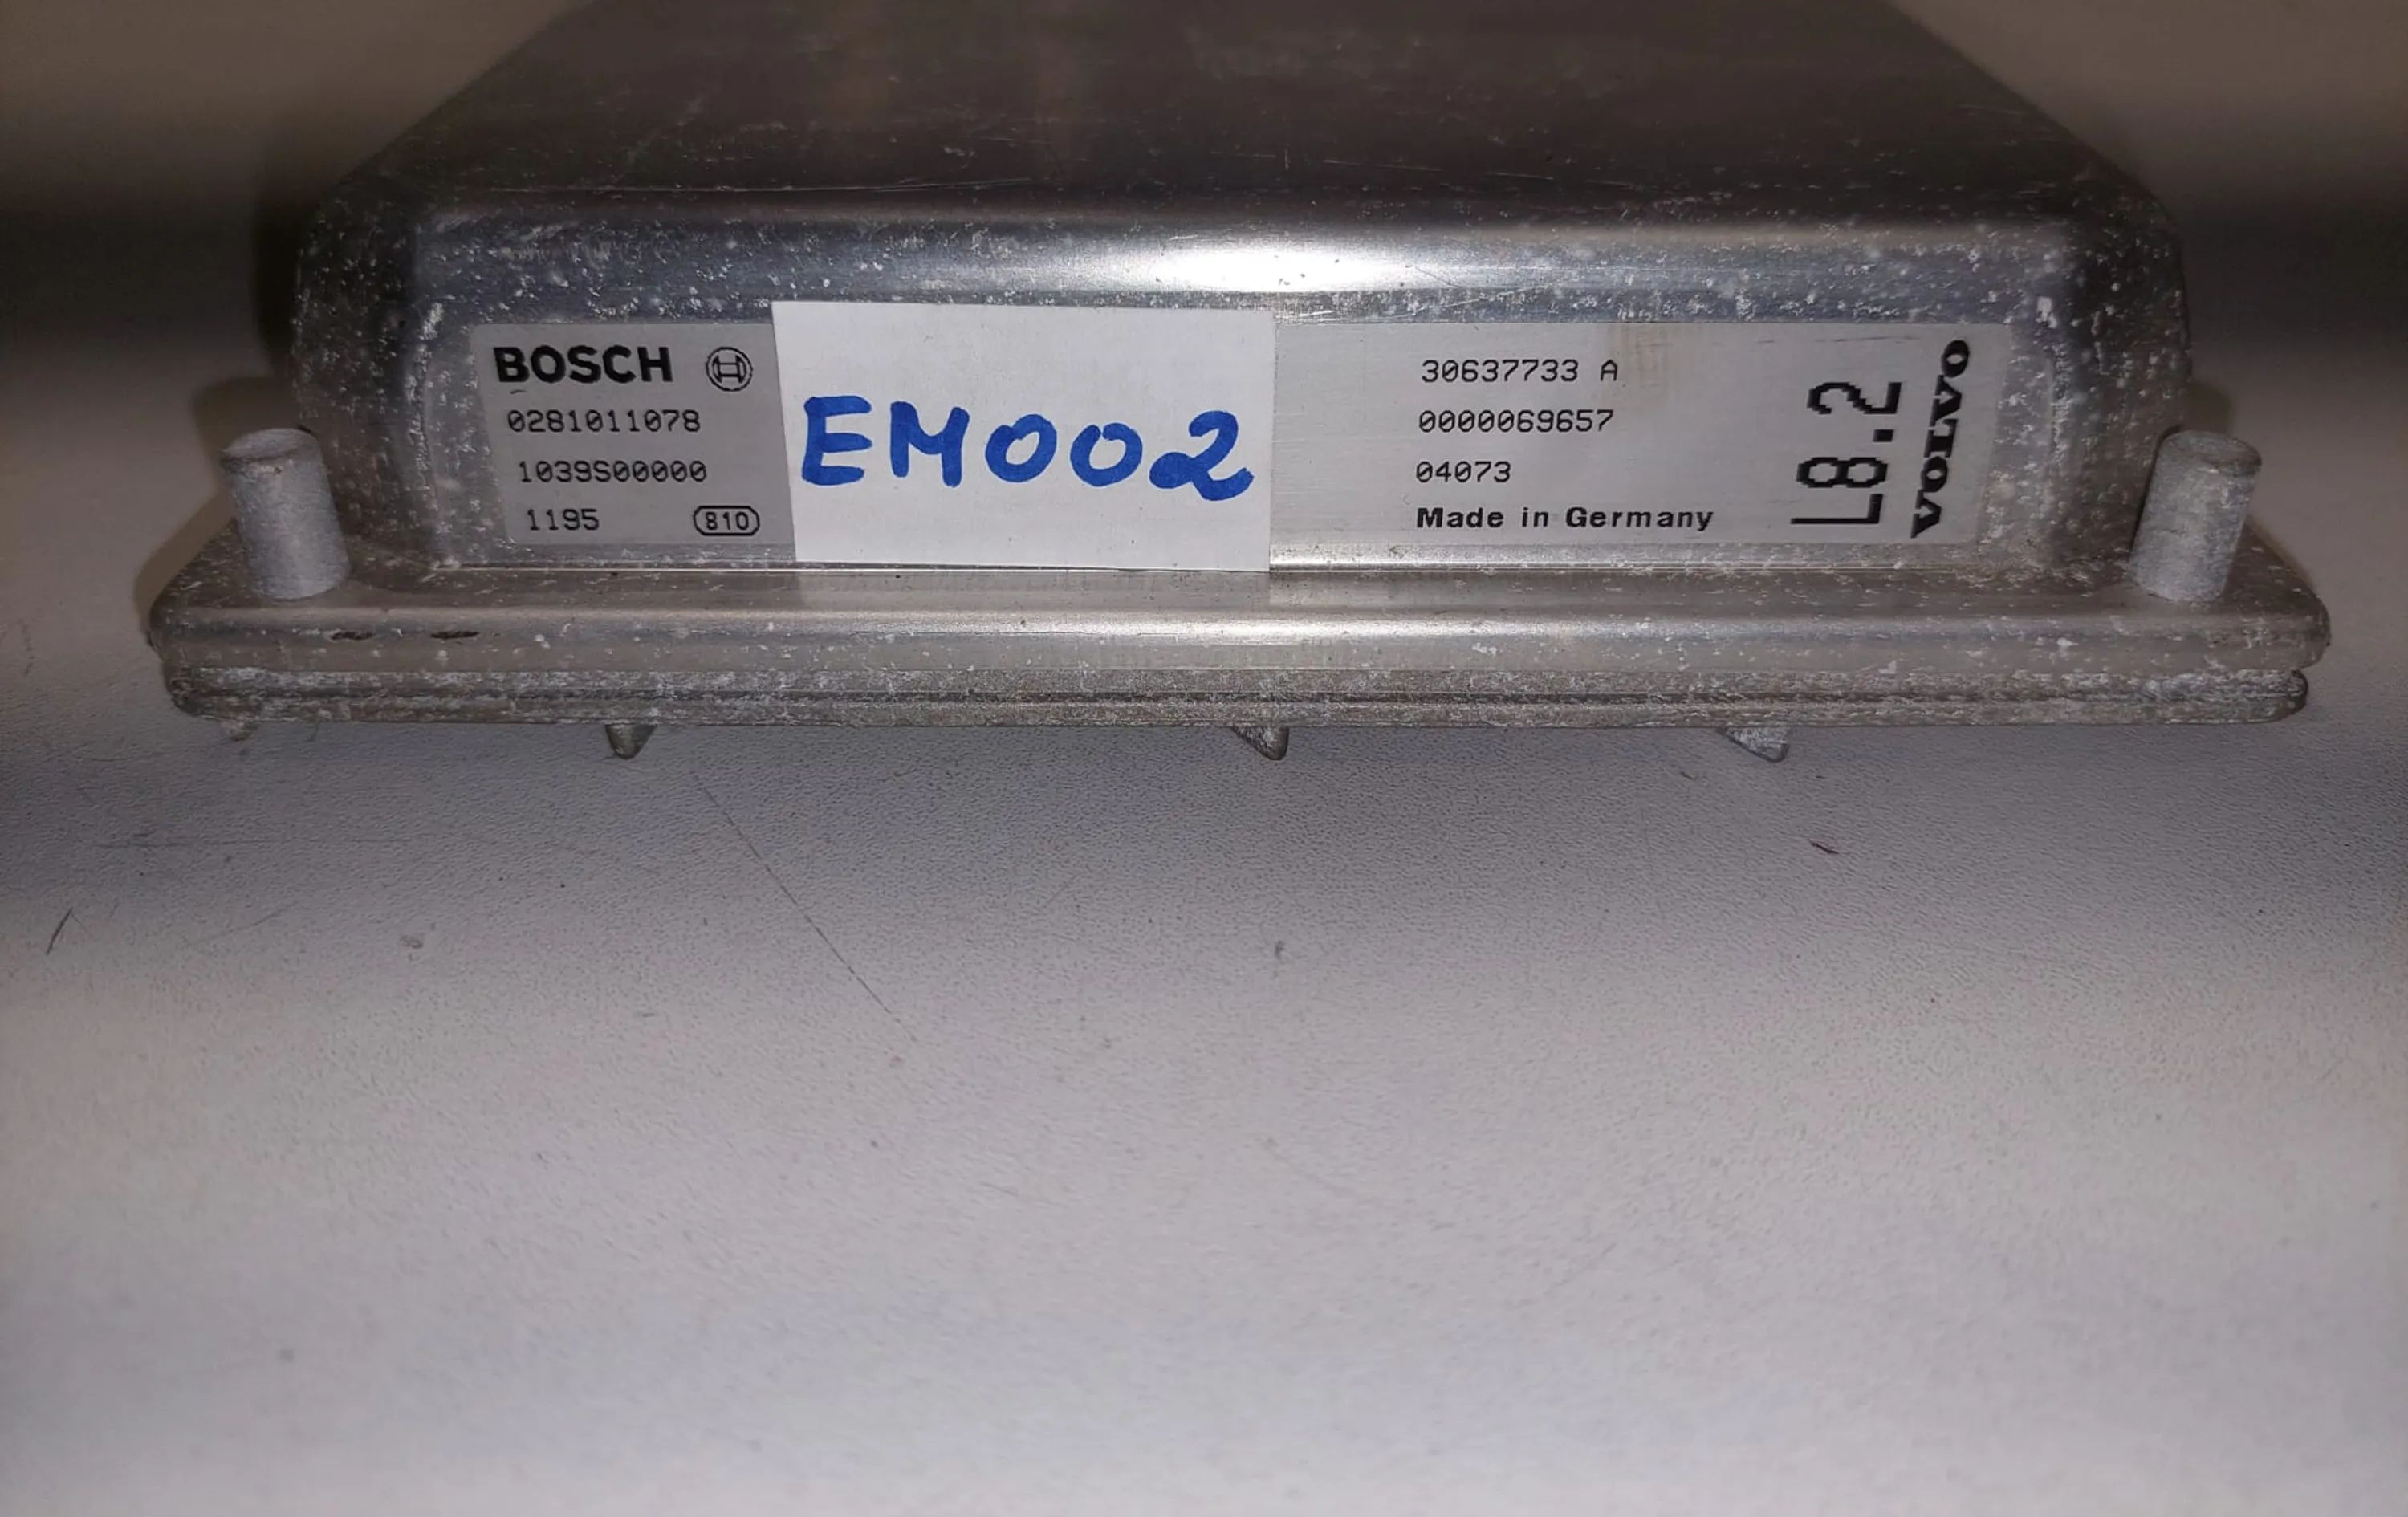 BOSCH
0281011078
1039S00000
1195 810
EM002
30637733 A
0000069657
04073
Made in Germany
L8.2
VOLVO